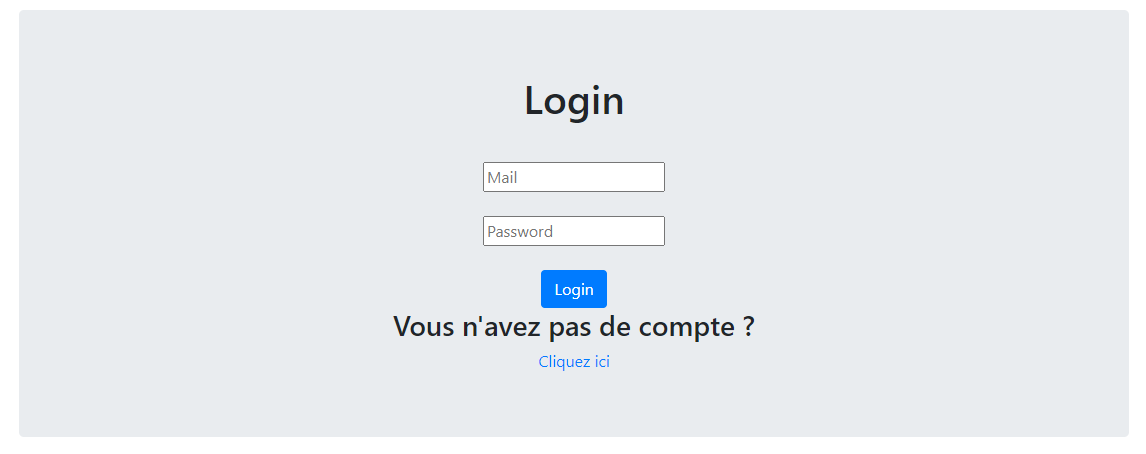 Login
Mail
Password
Login
Vous n'avez pas de compte ?
Cliquez ici